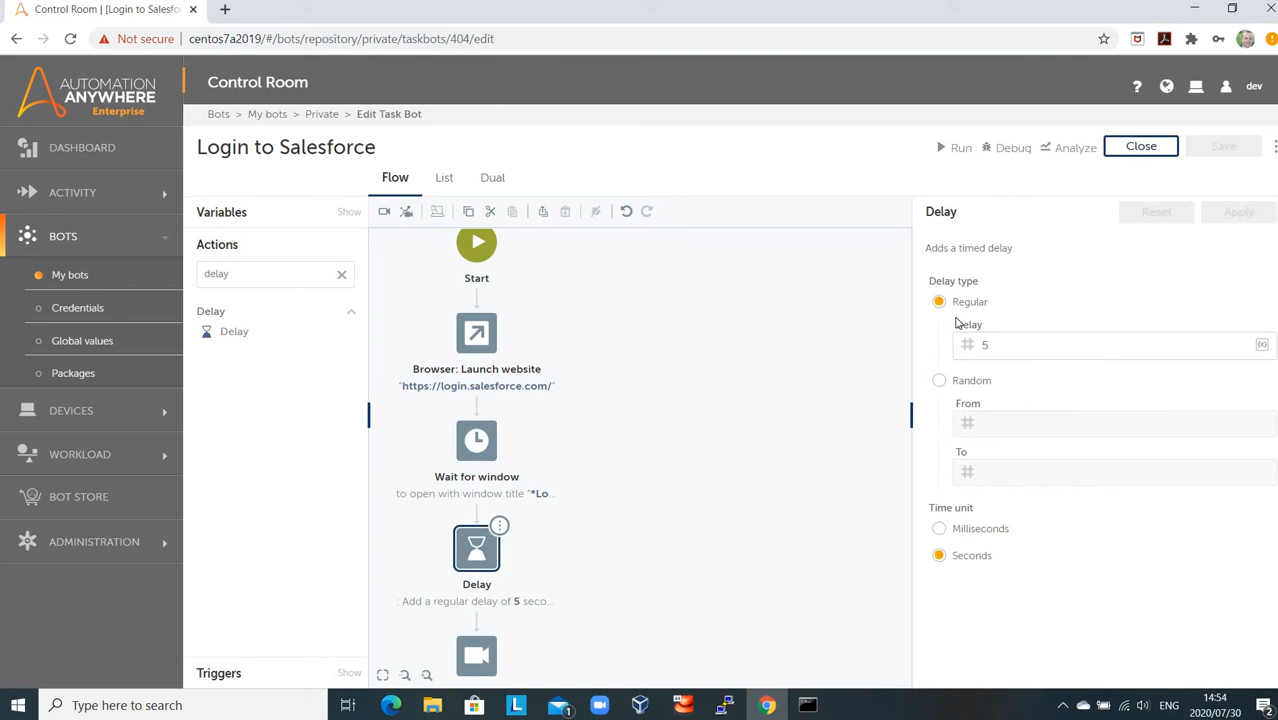 Control Room | [Login to Salesfo
Not secure
centos7a2019/#/bots/repository/private/taskbots/404/edit
AUTOMATION
ANYWHERE
Enterprise
Control Room
dev
Bots > My bots > Private > Edit Task Bot
DASHBOARD
Login to Salesforce
Run
Debug
Analyze
Close
Save
Flow
List
Dual
ACTIVITY
Variables
Show
Delay
Reset
Apply
BOTS
Actions
Adds a timed delay
delay
Start
Delay type
My bots
Regular
Credentials
Delay
Delay
Delay
5
Global values
Browser: Launch website
"https://login.salesforce.com/"
Random
Packages
From
DEVICES
To
WORKLOAD
Wait for window
to open with window title "*Lo...
BOT STORE
Time unit
Milliseconds
ADMINISTRATION
Seconds
Delay
: Add a regular delay of 5 seco...
Triggers
Show
Type here to search
L
1
ENG
14:54
2020/07/30
2